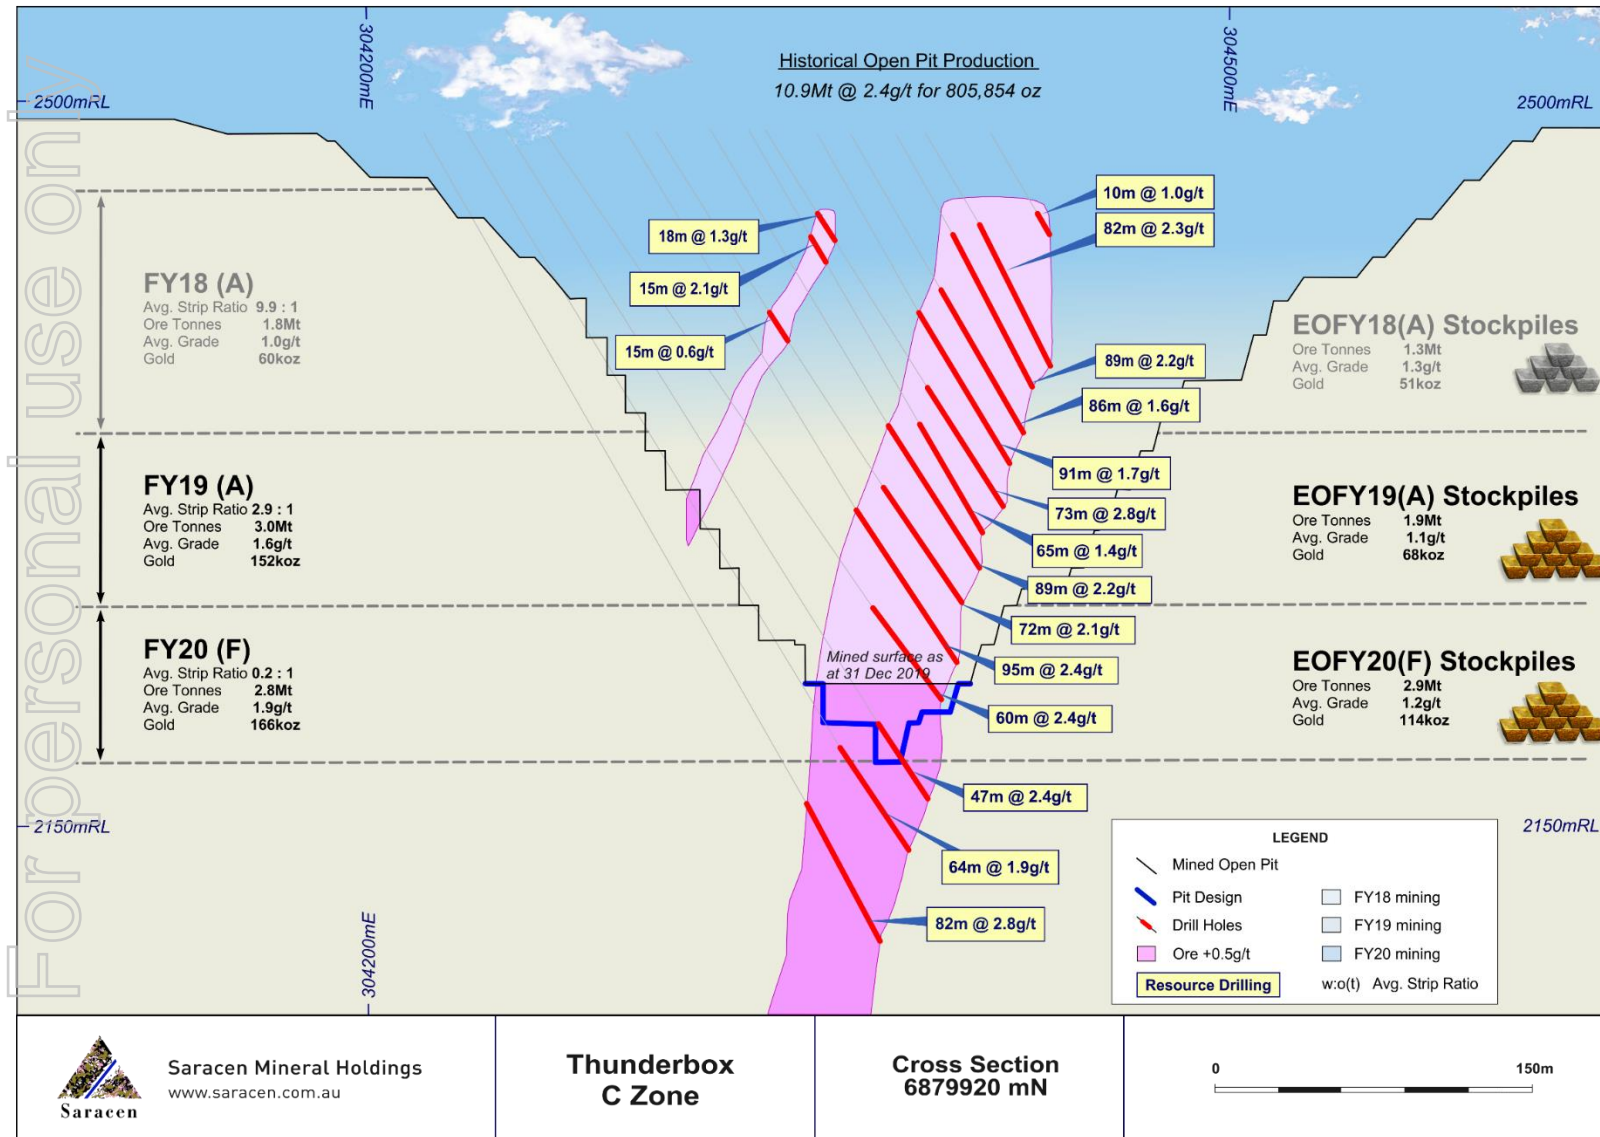 For personal use only
304200mE
304500mE
Historical Open Pit Production
10.9Mt @ 2.4g/t for 805,854 oz
2500mRL
2500mRL
10m @ 1.0g/t
82m @ 2.3g/t
18m @ 1.3g/t
15m @ 2.1g/t
15m @ 0.6g/t
FY18 (A)
Avg. Strip Ratio 9.9 : 1
Ore Tonnes 1.8Mt
Avg. Grade 1.0g/t
Gold 60koz
EOFY18(A) Stockpiles
Ore Tonnes 1.3Mt
Avg. Grade 1.3g/t
Gold 51koz
89m @ 2.2g/t
86m @ 1.6g/t
91m @ 1.7g/t
73m @ 2.8g/t
65m @ 1.4g/t
89m @ 2.2g/t
72m @ 2.1g/t
95m @ 2.4g/t
60m @ 2.4g/t
47m @ 2.4g/t
64m @ 1.9g/t
82m @ 2.8g/t
FY19 (A)
Avg. Strip Ratio 2.9 : 1
Ore Tonnes 3.0Mt
Avg. Grade 1.6g/t
Gold 152koz
EOFY19(A) Stockpiles
Ore Tonnes 1.9Mt
Avg. Grade 1.1g/t
Gold 68koz
FY20 (F)
Avg. Strip Ratio 0.2 : 1
Ore Tonnes 2.8Mt
Avg. Grade 1.9g/t
Gold 166koz
Mined surface as
at 31 Dec 2019
EOFY20(F) Stockpiles
Ore Tonnes 2.9Mt
Avg. Grade 1.2g/t
Gold 114koz
2150mRL
2150mRL
304200mE
LEGEND
Mined Open Pit
Pit Design
Drill Holes
Ore +0.5g/t
Resource Drilling
FY18 mining
FY19 mining
FY20 mining
w:o(t) Avg. Strip Ratio
Saracen
Saracen Mineral Holdings
www.saracen.com.au
Thunderbox
C Zone
Cross Section
6879920 mN
0 150m